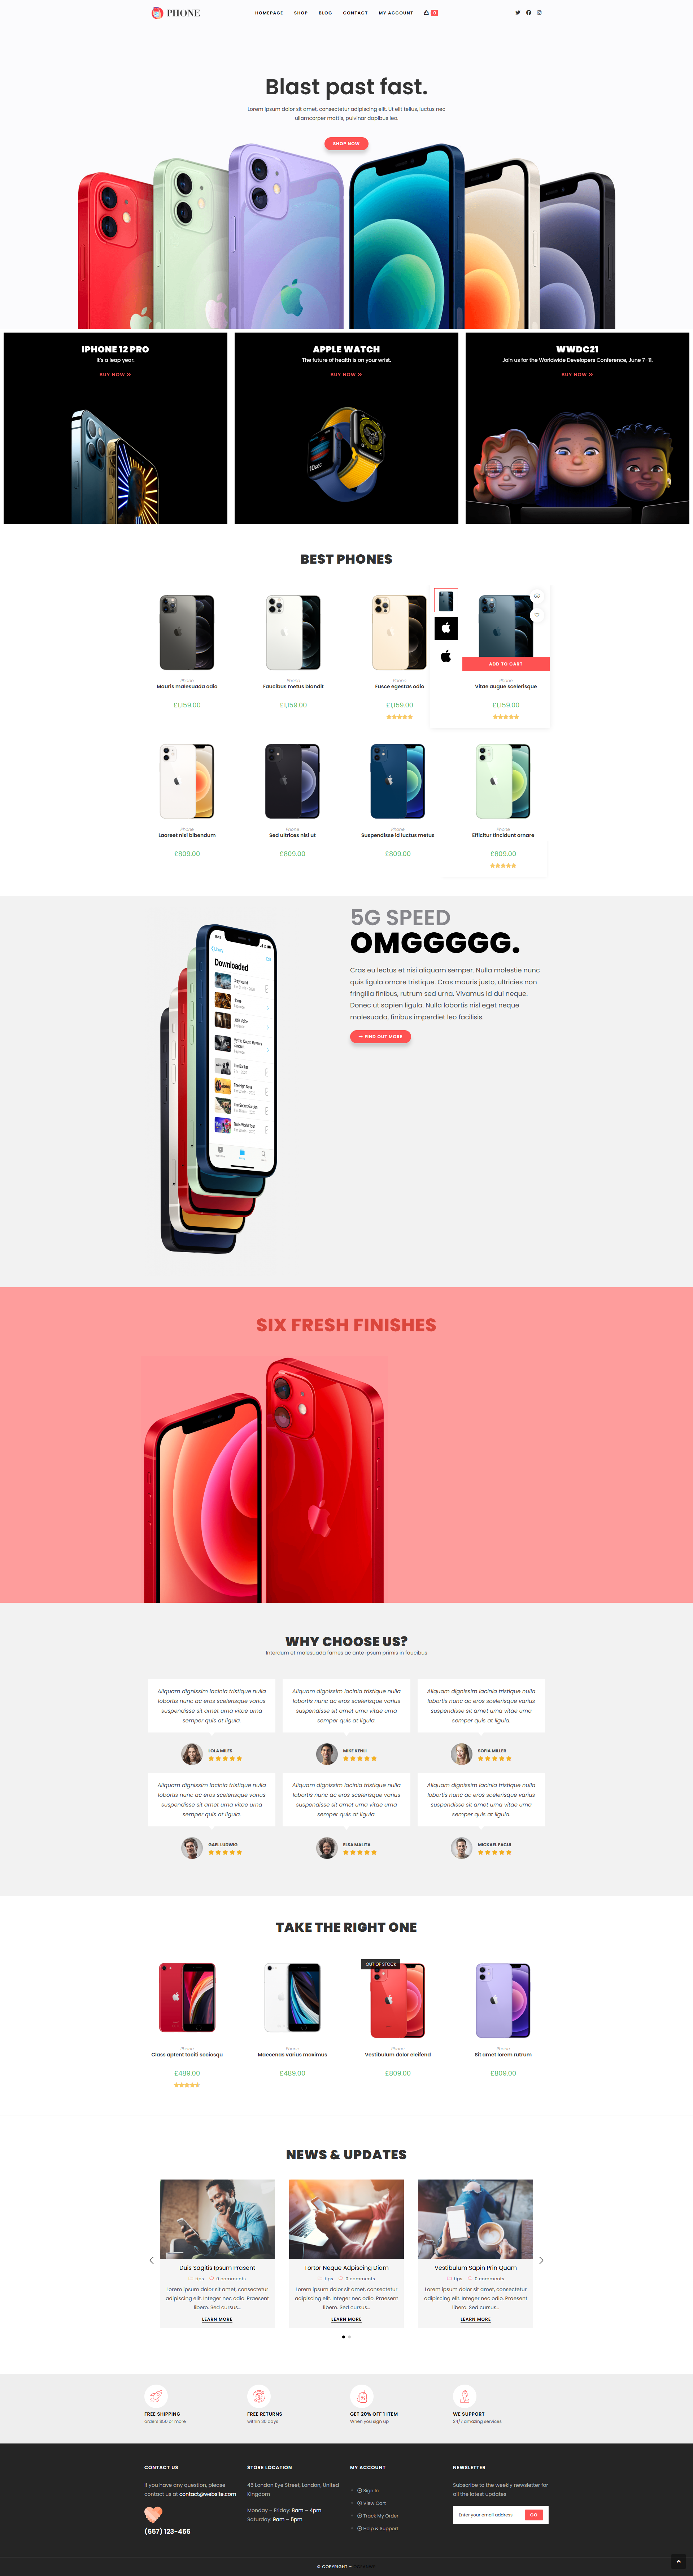 PHONE
HOMEPAGE SHOP BLOG CONTACT MY ACCOUNT 0
Blast past fast.
Lorem ipsum dolor sit amet, consectetur adipiscing elit. Ut elit tellus, luctus nec
ullamcorper mattis, pulvinar dapibus leo.
SHOP NOW
IPHONE 12 PRO
It's a leap year.
BUY NOW »
APPLE WATCH
The future of health is on your wrist.
BUY NOW »
WWDC21
Join us for the Worldwide Developers Conference, June 7–11.
BUY NOW »
BEST PHONES
Phone
Mauris malesuada odio
£1,159.00
Phone
Faucibus metus blandit
£1,159.00
Phone
Fusce egestas odio
£1,159.00
ADD TO CART
Phone
Vitae augue scelerisque
£1,159.00
Phone
Laoreet nisi bibendum
£809.00
Phone
Sed ultrices nisi ut
£809.00
Phone
Suspendisse id luctus metus
£809.00
Phone
Efficitur tincidunt ornare
£809.00
9:41
Downloaded
Greyhound
Home
Little Voice
Mythic Quest: Raven's
Banquet
The Banker
The High Note
The Secret Garden
Trolls World Tour
5G SPEED
OMGGGGG.
Cras eu lectus et nisi aliquam semper. Nulla molestie nunc
quis ligula ornare tristique. Cras mauris justo, ultricies non
fringilla finibus, rutrum sed urna. Vivamus id dui neque.
Donec ut sapien ligula. Nulla lobortis nisl eget neque
malesuada, finibus imperdiet leo facilisis.
FIND OUT MORE
SIX FRESH FINISHES
WHY CHOOSE US?
Interdum et malesuada fames ac ante ipsum primis in faucibus
Aliquam dignissim lacinia tristique nulla
lobortis nunc ac eros scelerisque varius
suspendisse sit amet urna vitae urna
semper quis at ligula.
LOLA MILES
Aliquam dignissim lacinia tristique nulla
lobortis nunc ac eros scelerisque varius
suspendisse sit amet urna vitae urna
semper quis at ligula.
MIKE KENLI
Aliquam dignissim lacinia tristique nulla
lobortis nunc ac eros scelerisque varius
suspendisse sit amet urna vitae urna
semper quis at ligula.
SOFIA MILLER
Aliquam dignissim lacinia tristique nulla
lobortis nunc ac eros scelerisque varius
suspendisse sit amet urna vitae urna
semper quis at ligula.
GAEL LUDWIG
Aliquam dignissim lacinia tristique nulla
lobortis nunc ac eros scelerisque varius
suspendisse sit amet urna vitae urna
semper quis at ligula.
ELSA MALITA
Aliquam dignissim lacinia tristique nulla
lobortis nunc ac eros scelerisque varius
suspendisse sit amet urna vitae urna
semper quis at ligula.
MICKAEL FACUI
TAKE THE RIGHT ONE
Phone
Class aptent taciti sociosqu
£489.00
Phone
Maecenas varius maximus
£489.00
OUT OF STOCK
Phone
Vestibulum dolor eleifend
£809.00
Phone
Sit amet lorem rutrum
£809.00
NEWS & UPDATES
Duis Sagitis Ipsum Prasent
tips 0 comments
Lorem ipsum dolor sit amet, consectetur
adipiscing elit. Integer nec odio. Praesent
libero. Sed cursus...
LEARN MORE
Tortor Neque Adpiscing Diam
tips 0 comments
Lorem ipsum dolor sit amet, consectetur
adipiscing elit. Integer nec odio. Praesent
libero. Sed cursus...
LEARN MORE
Vestibulum Sapin Prin Quam
tips 0 comments
Lorem ipsum dolor sit amet, consectetur
adipiscing elit. Integer nec odio. Praesent
libero. Sed cursus...
LEARN MORE
FREE SHIPPING
orders $50 or more
FREE RETURNS
within 30 days
GET 20% OFF 1 ITEM
When you sign up
WE SUPPORT
24/7 amazing services
CONTACT US
If you have any question, please
contact us at contact@website.com
(657) 123-456
STORE LOCATION
45 London Eye Street, London, United
Kingdom
Monday – Friday: 8am – 4pm
Saturday: 9am – 5pm
MY ACCOUNT
Sign In
View Cart
Track My Order
Help & Support
NEWSLETTER
Subscribe to the weekly newsletter for
all the latest updates
Enter your email address GO
© COPYRIGHT –